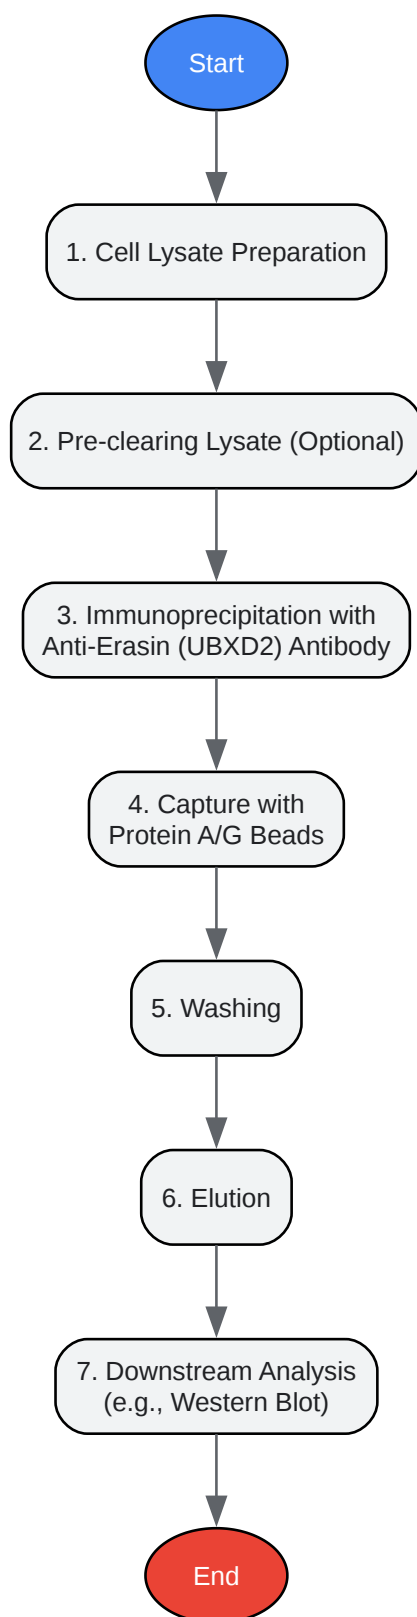 Start
1. Cell Lysate Preparation
2. Pre-clearing Lysate (Optional)
3. Immunoprecipitation with
Anti-Erasin (UBXD2) Antibody
4. Capture with
Protein A/G Beads
5. Washing
6. Elution
7. Downstream Analysis
(e.g., Western Blot)
End